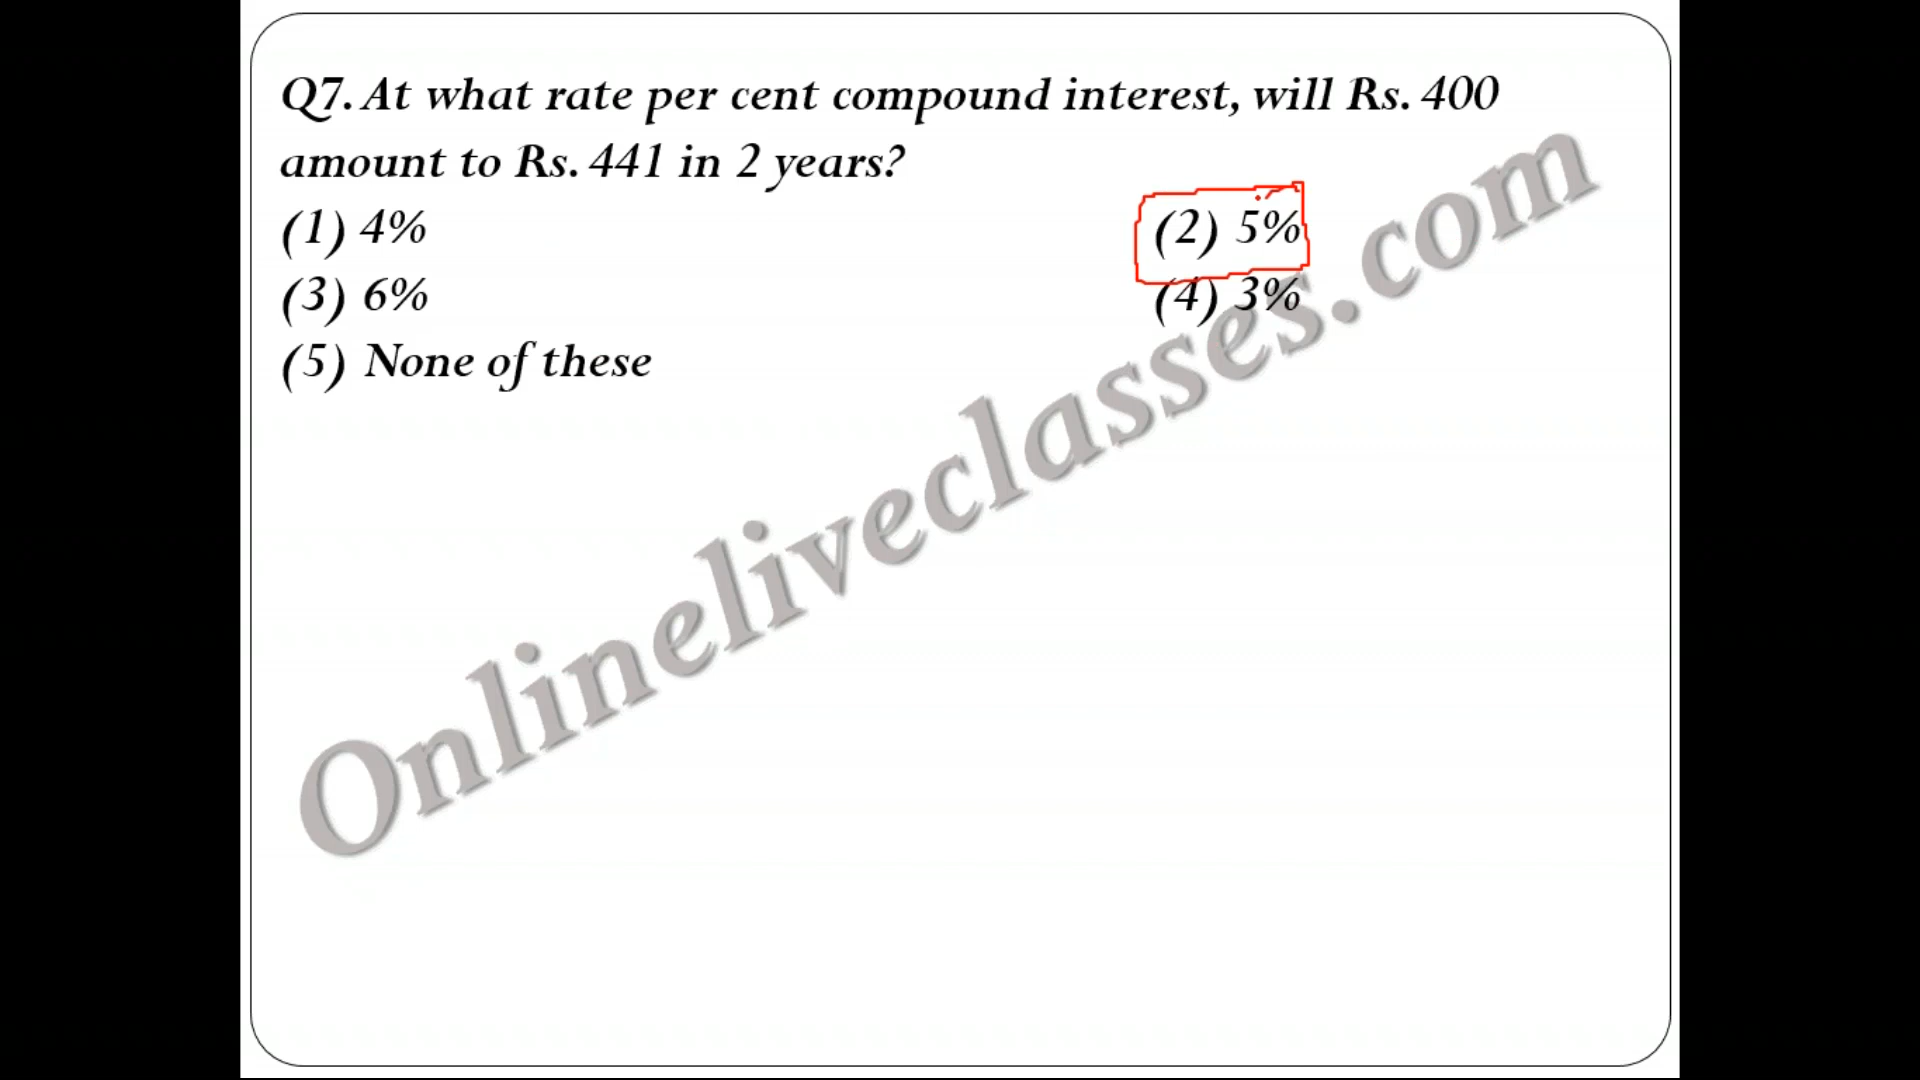 Q7. At what rate per cent compound interest, will Rs. 400
amount to Rs. 441 in 2 years?
(1) 4% (2) 5%
(3) 6% (4) 3%
(5) None of these
Onlineliveclasses.com